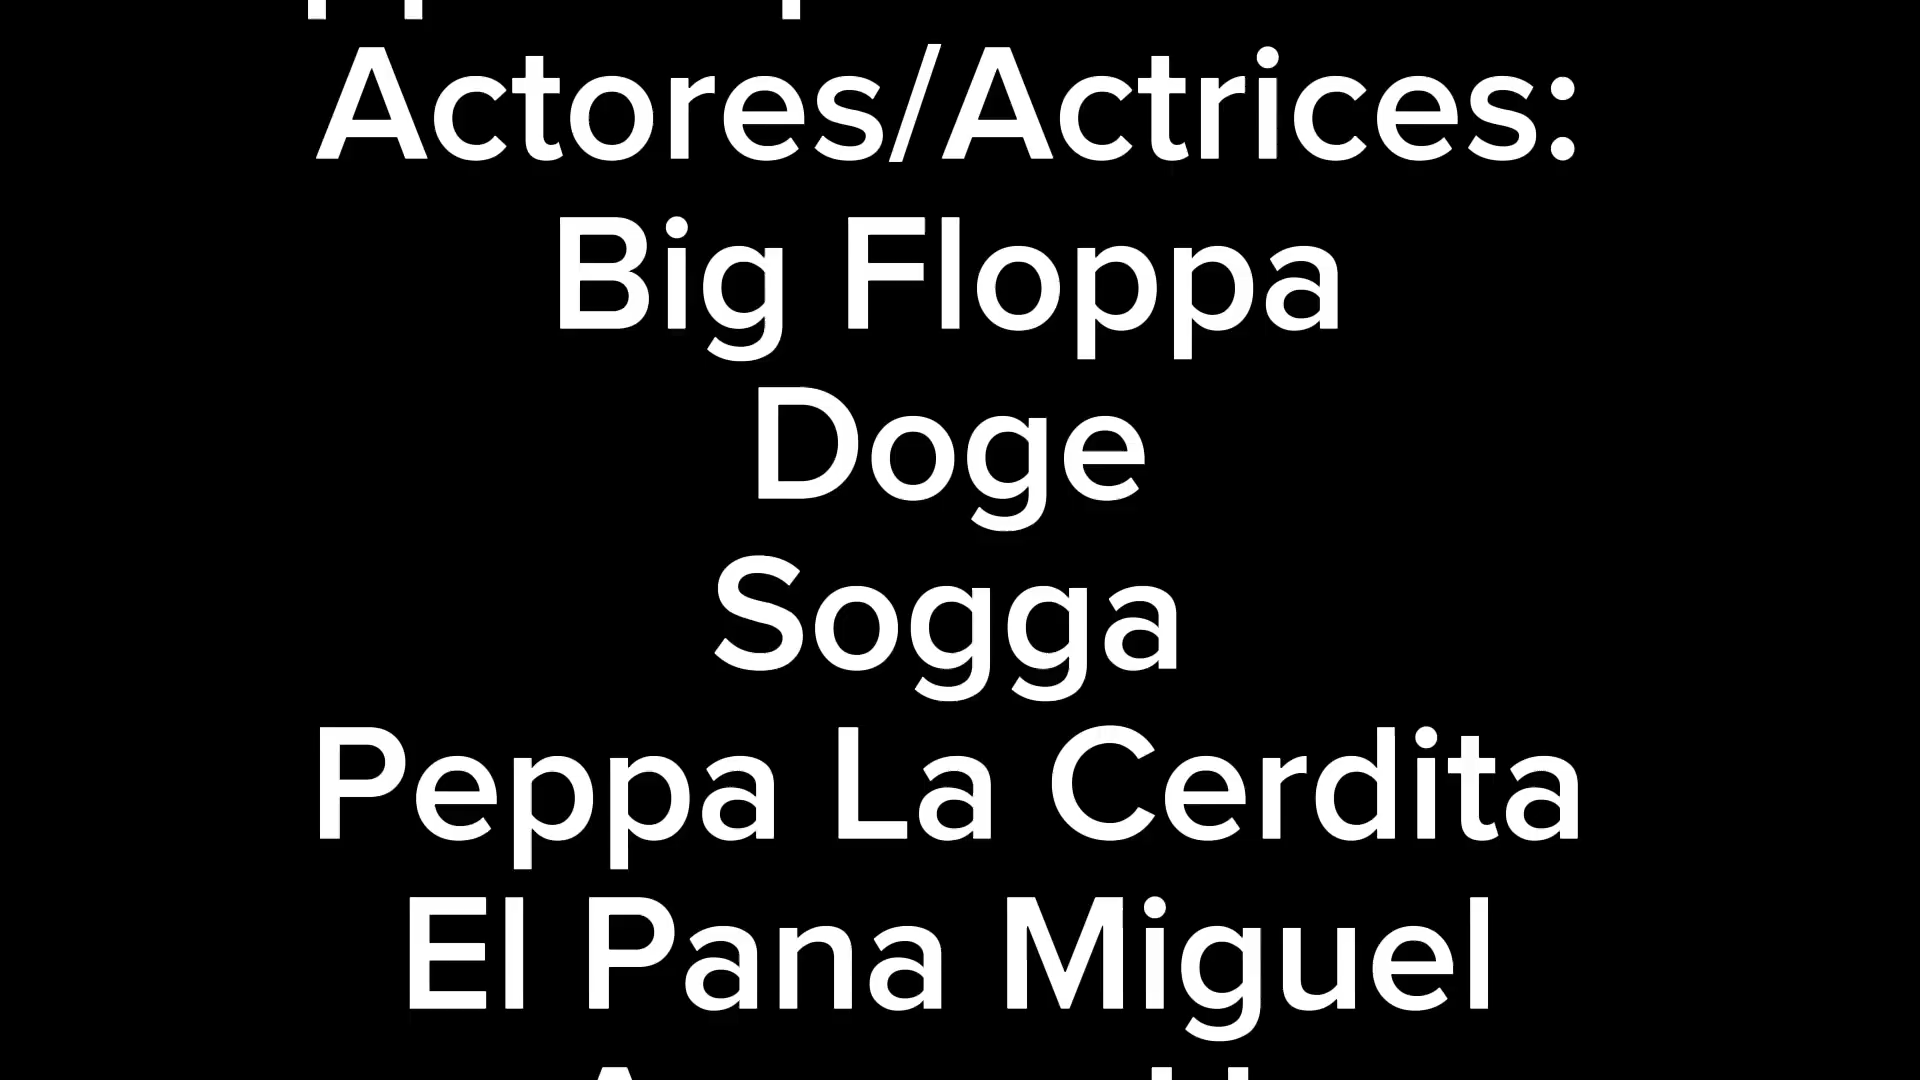 Actores/Actrices:
Big Floppa
Doge
Sogga
Peppa La Cerdita
El Pana Miguel